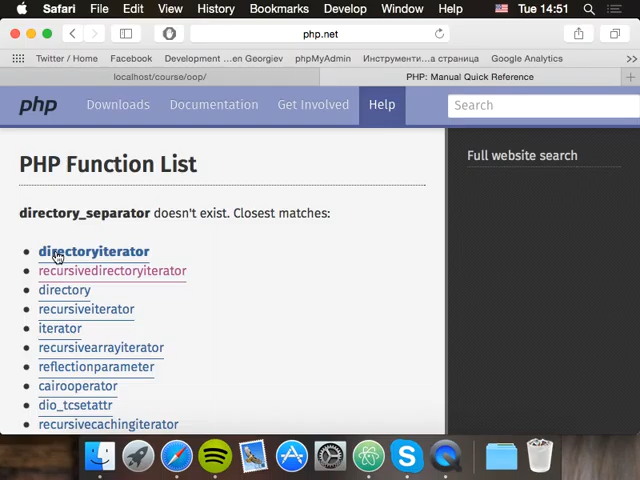 Safari File Edit View History Bookmarks Develop Window Help Tue 14:51
php.net
Twitter / Home Facebook Development ...en Georgiev phpMyAdmin Инструменти...а страница Google Analytics >>
localhost/course/oop/ PHP: Manual Quick Reference +
php Downloads Documentation Get Involved Help Search
PHP Function List
Full website search
directory_separator doesn't exist. Closest matches:
• directoryiterator
• recursivedirectoryiterator
• directory
• recursiveiterator
• iterator
• recursivearrayiterator
• reflectionparameter
• cairooperator
• dio_tcsetattr
• recursivecachingiterator